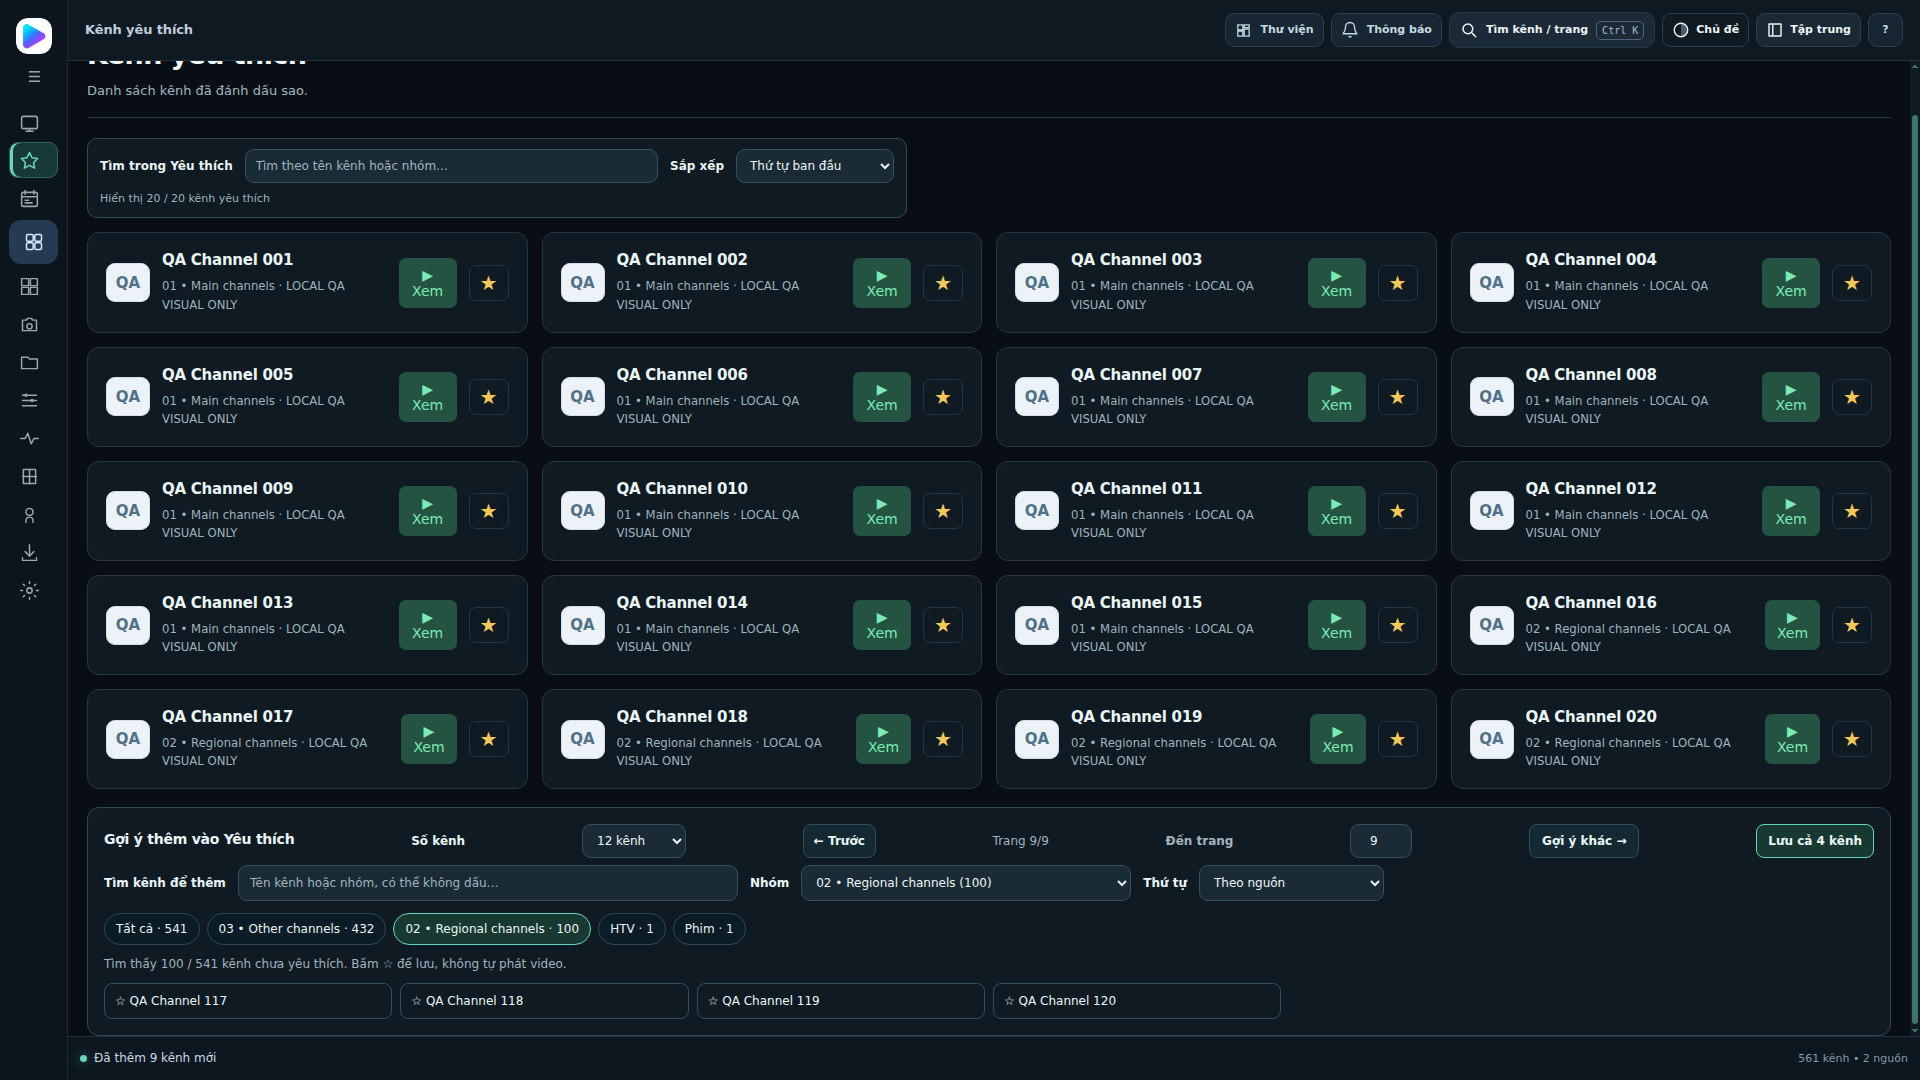 Kênh yêu thích
Thư viện
Thông báo
Tìm kênh / trang Ctrl K
Chủ đề
Tập trung
?
Kênh yêu thích
Danh sách kênh đã đánh dấu sao.
Tìm trong Yêu thích Tìm theo tên kênh hoặc nhóm... Sắp xếp Thứ tự ban đầu
Hiển thị 20 / 20 kênh yêu thích
QA
QA Channel 001
01 • Main channels · LOCAL QA
VISUAL ONLY
▶
Xem
★
QA
QA Channel 002
01 • Main channels · LOCAL QA
VISUAL ONLY
▶
Xem
★
QA
QA Channel 003
01 • Main channels · LOCAL QA
VISUAL ONLY
▶
Xem
★
QA
QA Channel 004
01 • Main channels · LOCAL QA
VISUAL ONLY
▶
Xem
★
QA
QA Channel 005
01 • Main channels · LOCAL QA
VISUAL ONLY
▶
Xem
★
QA
QA Channel 006
01 • Main channels · LOCAL QA
VISUAL ONLY
▶
Xem
★
QA
QA Channel 007
01 • Main channels · LOCAL QA
VISUAL ONLY
▶
Xem
★
QA
QA Channel 008
01 • Main channels · LOCAL QA
VISUAL ONLY
▶
Xem
★
QA
QA Channel 009
01 • Main channels · LOCAL QA
VISUAL ONLY
▶
Xem
★
QA
QA Channel 010
01 • Main channels · LOCAL QA
VISUAL ONLY
▶
Xem
★
QA
QA Channel 011
01 • Main channels · LOCAL QA
VISUAL ONLY
▶
Xem
★
QA
QA Channel 012
01 • Main channels · LOCAL QA
VISUAL ONLY
▶
Xem
★
QA
QA Channel 013
01 • Main channels · LOCAL QA
VISUAL ONLY
▶
Xem
★
QA
QA Channel 014
01 • Main channels · LOCAL QA
VISUAL ONLY
▶
Xem
★
QA
QA Channel 015
01 • Main channels · LOCAL QA
VISUAL ONLY
▶
Xem
★
QA
QA Channel 016
02 • Regional channels · LOCAL QA
VISUAL ONLY
▶
Xem
★
QA
QA Channel 017
02 • Regional channels · LOCAL QA
VISUAL ONLY
▶
Xem
★
QA
QA Channel 018
02 • Regional channels · LOCAL QA
VISUAL ONLY
▶
Xem
★
QA
QA Channel 019
02 • Regional channels · LOCAL QA
VISUAL ONLY
▶
Xem
★
QA
QA Channel 020
02 • Regional channels · LOCAL QA
VISUAL ONLY
▶
Xem
★
Gợi ý thêm vào Yêu thích Số kênh 12 kênh ← Trước Trang 9/9 Đến trang 9 Gợi ý khác → Lưu cả 4 kênh
Tìm kênh để thêm Tên kênh hoặc nhóm, có thể không dấu... Nhóm 02 • Regional channels (100) Thứ tự Theo nguồn
Tất cả · 541 03 • Other channels · 432 02 • Regional channels · 100 HTV · 1 Phim · 1
Tìm thấy 100 / 541 kênh chưa yêu thích. Bấm ☆ để lưu, không tự phát video.
☆ QA Channel 117 ☆ QA Channel 118 ☆ QA Channel 119 ☆ QA Channel 120
Đã thêm 9 kênh mới
561 kênh • 2 nguồn